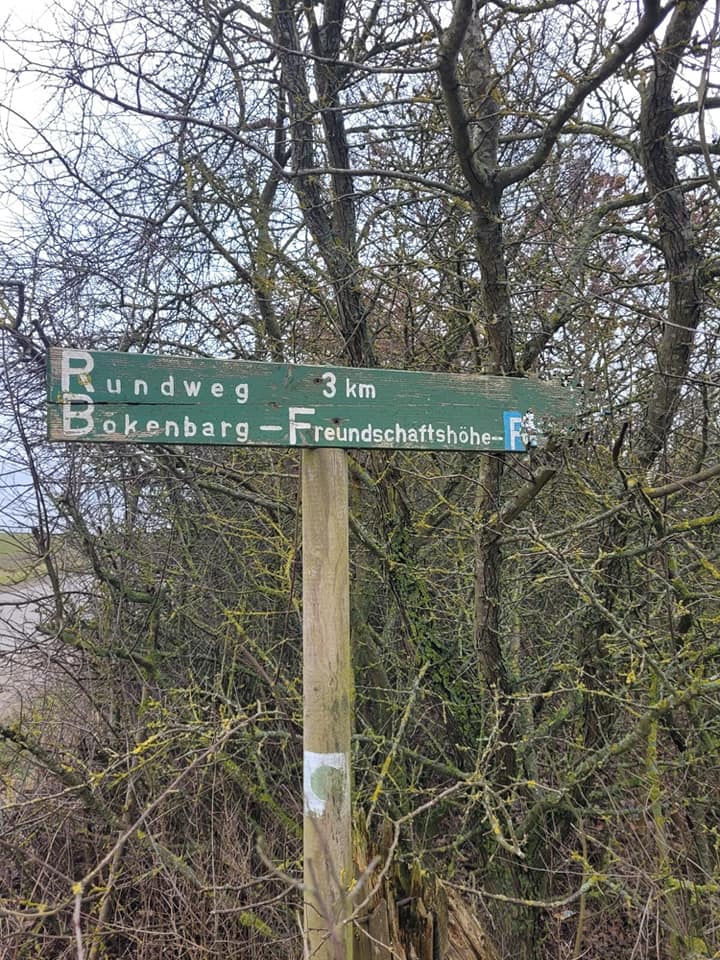 Rundweg 3 km
Bokenbarg – Freundschaftshöhe – P